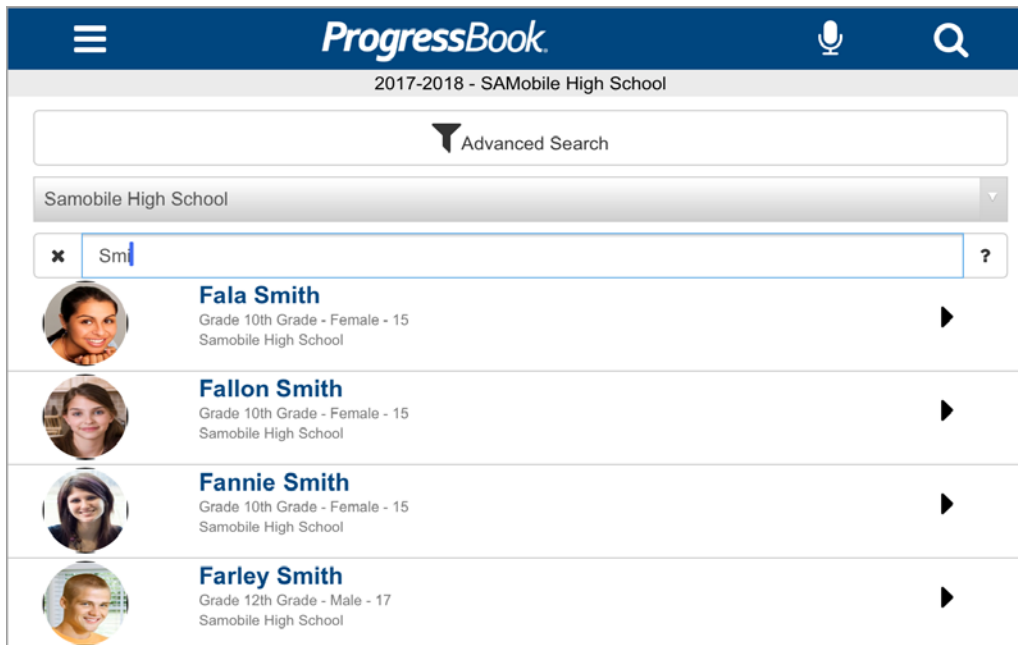 ProgressBook.
2017-2018 - SAMobile High School
Advanced Search
Samobile High School
Smi
?
Fala Smith
Grade 10th Grade - Female - 15
Samobile High School
Fallon Smith
Grade 10th Grade - Female - 15
Samobile High School
Fannie Smith
Grade 10th Grade - Female - 15
Samobile High School
Farley Smith
Grade 12th Grade - Male - 17
Samobile High School